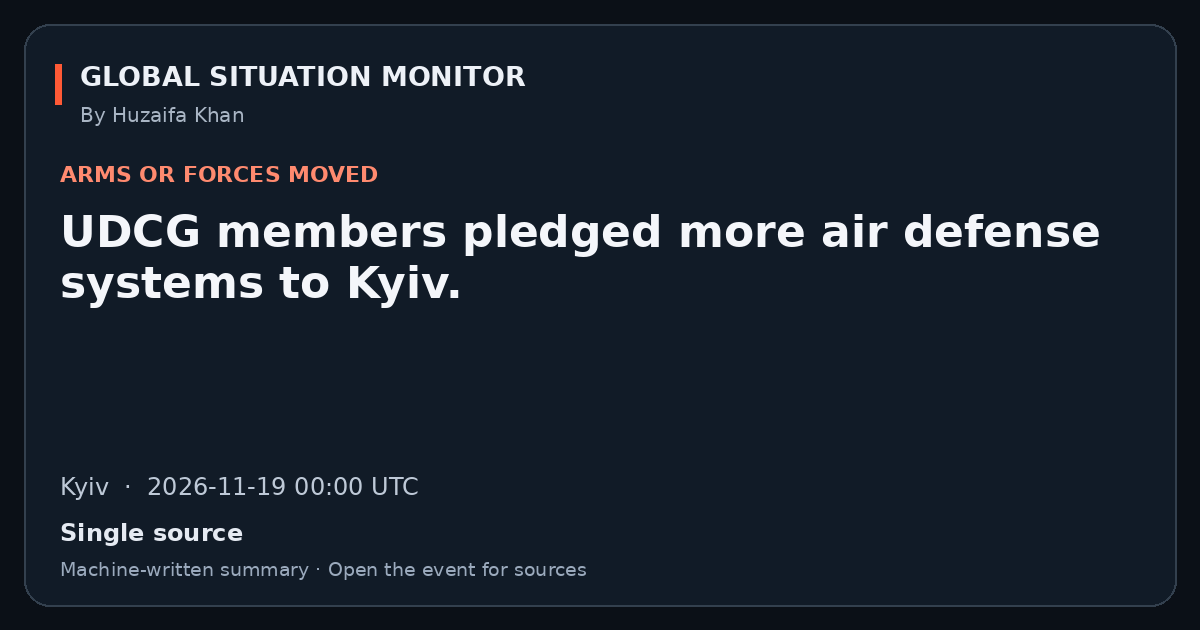 GLOBAL SITUATION MONITOR
By Huzaifa Khan
ARMS OR FORCES MOVED
UDCG members pledged more air defense
systems to Kyiv.
Kyiv · 2026-11-19 00:00 UTC
Single source
Machine-written summary · Open the event for sources